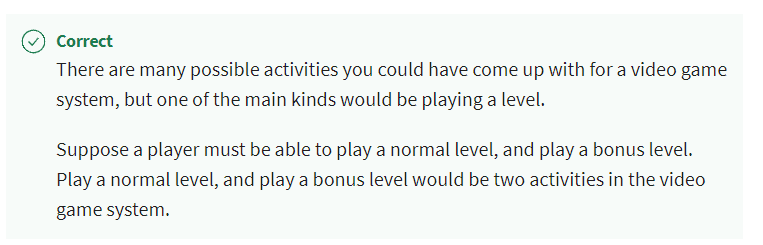 Correct
There are many possible activities you could have come up with for a video game
system, but one of the main kinds would be playing a level.
Suppose a player must be able to play a normal level, and play a bonus level.
Play a normal level, and play a bonus level would be two activities in the video
game system.